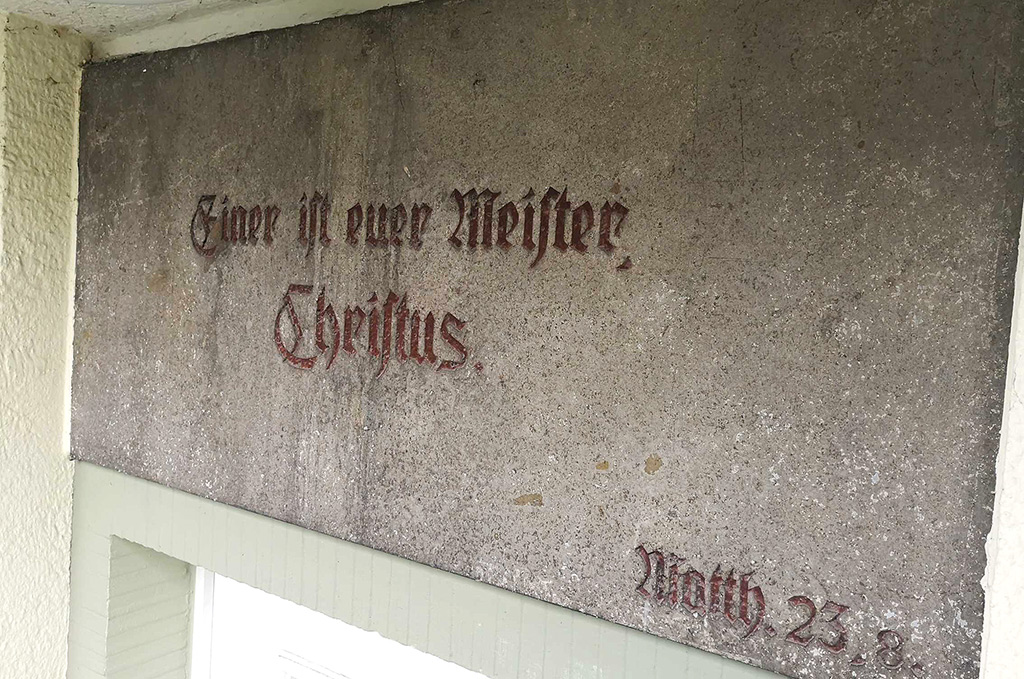 Einer ist euer Meister,
Christus.
Matth. 23, 8.